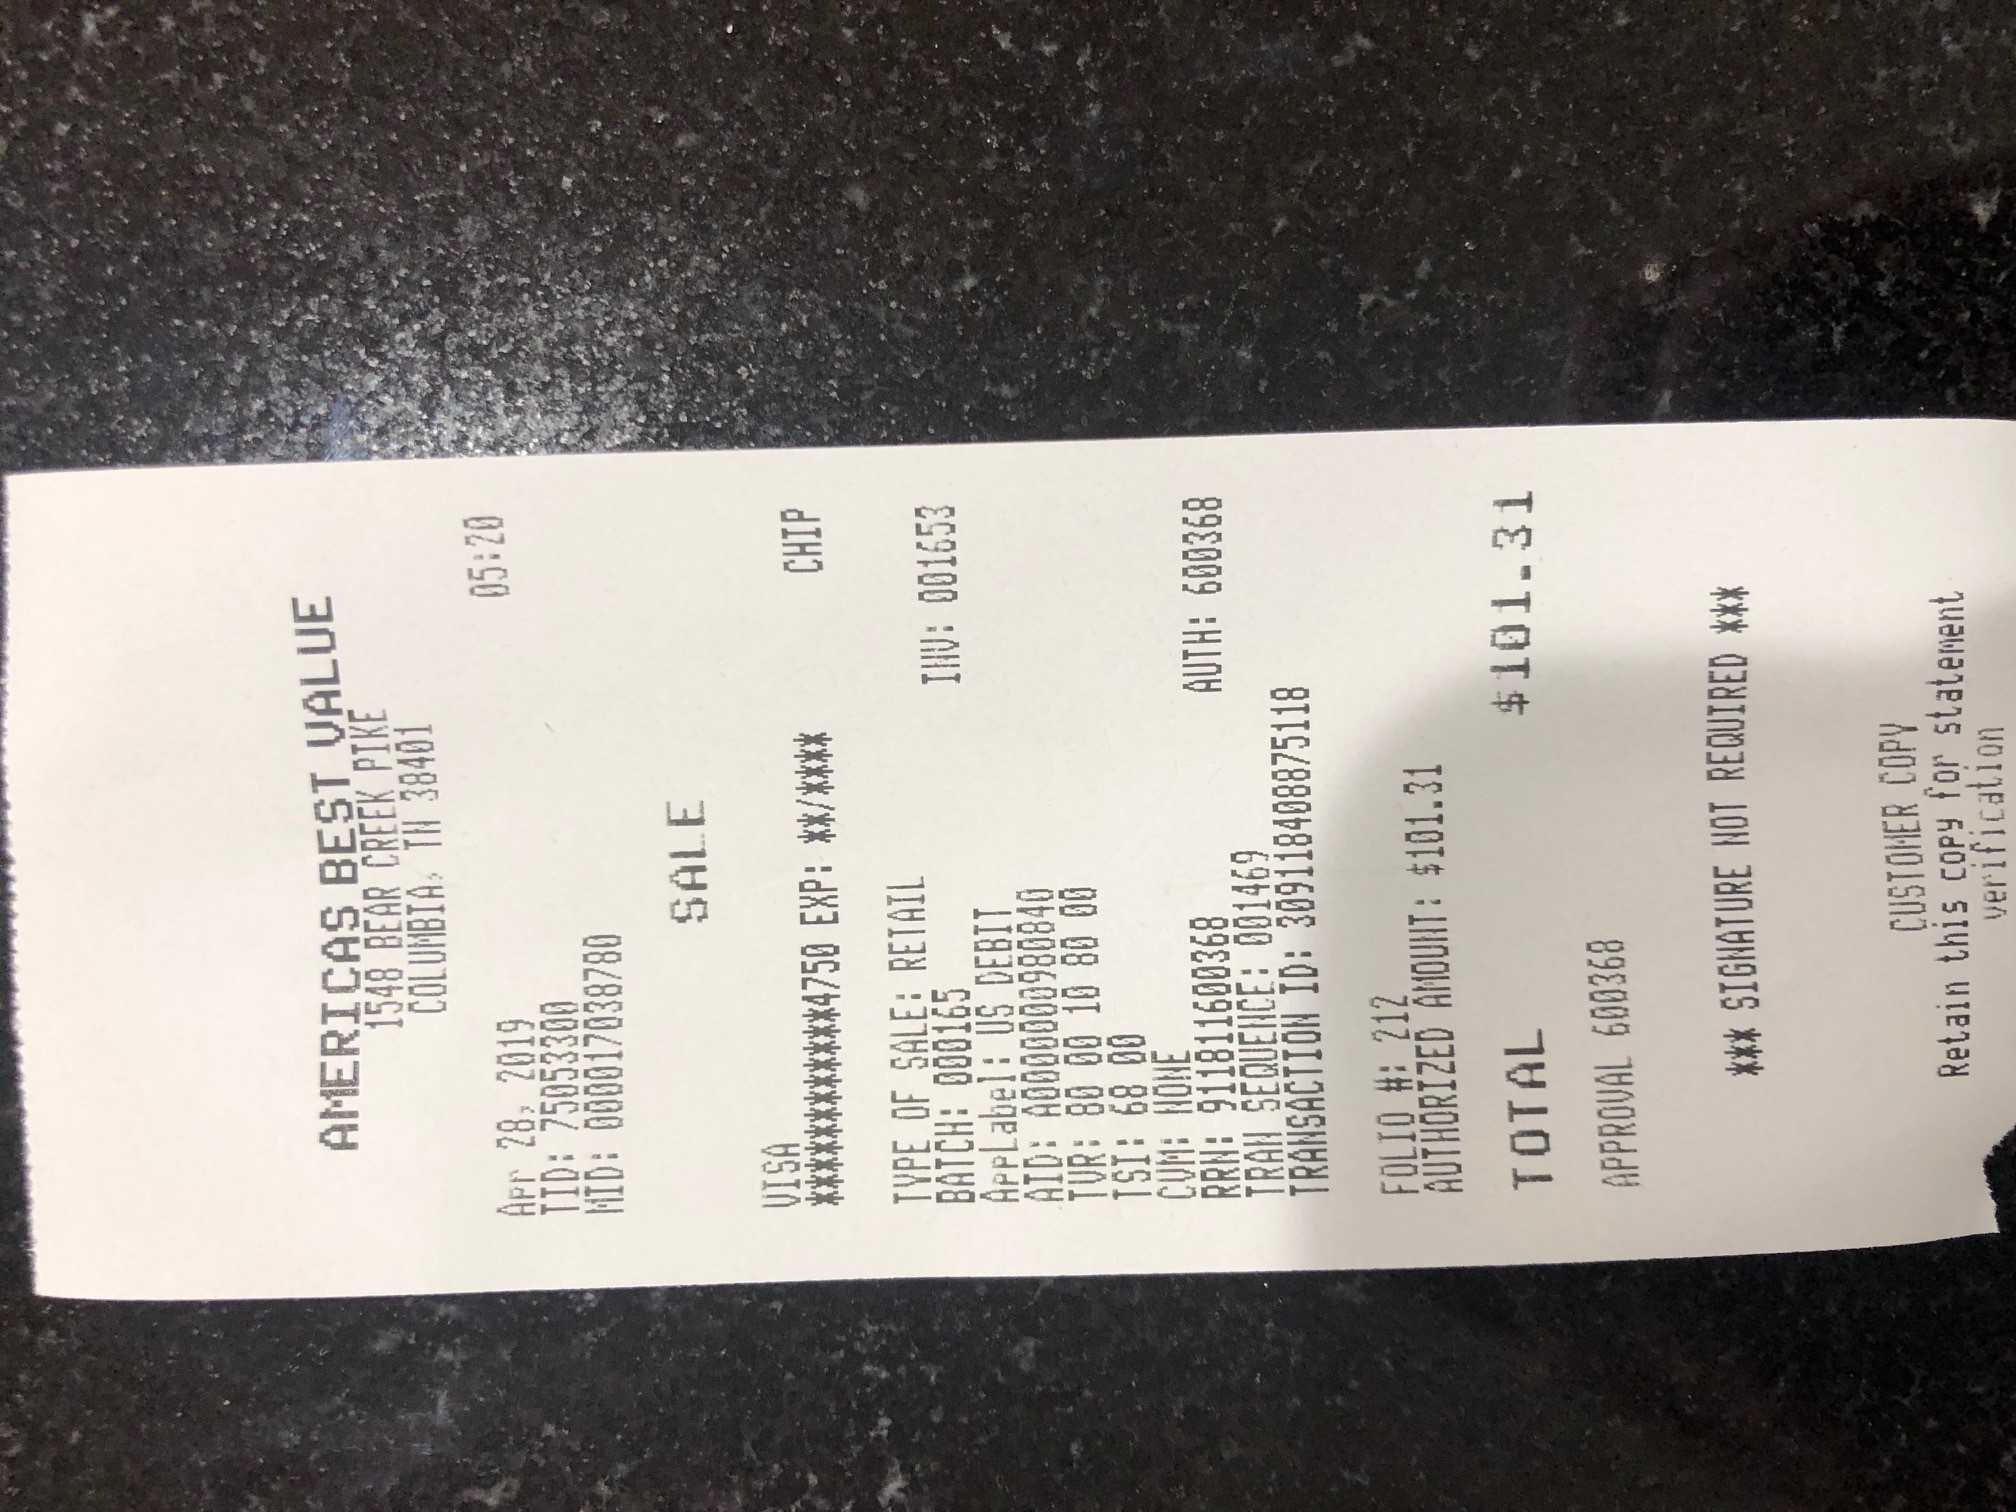 AMERICAS BEST VALUE
1548 BEAR CREEK PIKE
COLUMBIA, TN 38401
Apr 28, 2019 05:20
TID: 75053300
MID: 000017038780
SALE
VISA CHIP
************4750 EXP: **/****
TYPE OF SALE: RETAIL
BATCH: 000165 INV: 001653
AppLabel: US DEBIT
AID: A0000000980840
TVR: 80 00 10 80 00
TSI: 68 00
CVM: NONE
RRN: 911811600368 AUTH: 600368
TRAN SEQUENCE: 001469
TRANSACTION ID: 309118408875118
FOLIO #: 212
AUTHORIZED AMOUNT: $101.31
TOTAL $101.31
APPROVAL 600368
*** SIGNATURE NOT REQUIRED ***
CUSTOMER COPY
Retain this copy for statement
verification